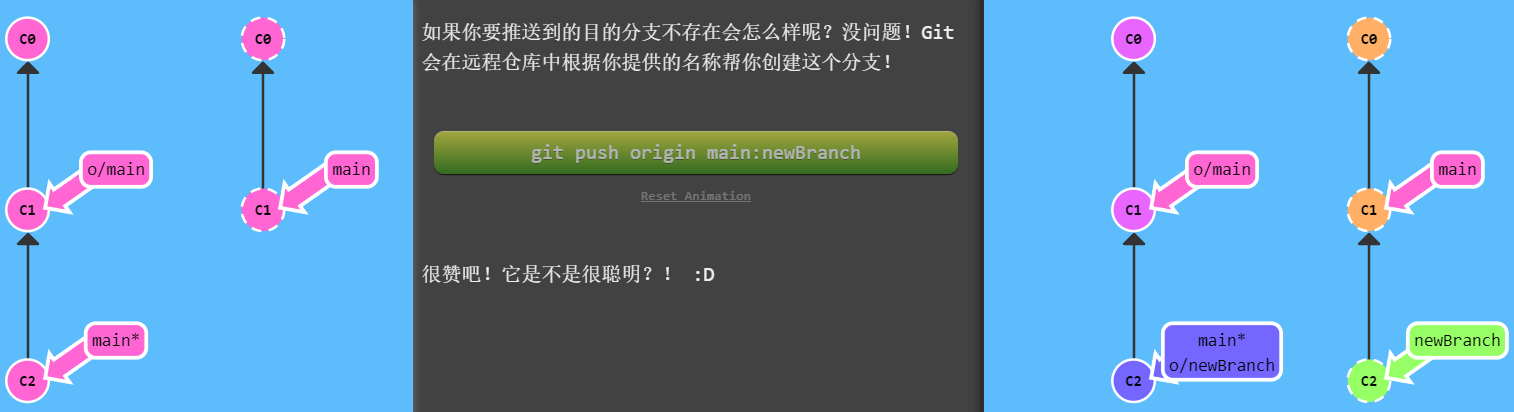 C0
C0
o/main
main
C1
C1
main*
C2
如果你要推送到的目的分支不存在会怎么样呢？没问题！Git
会在远程仓库中根据你提供的名称帮你创建这个分支！
git push origin main:newBranch
Reset Animation
很赞吧！它是不是很聪明？！ :D
C0
C0
o/main
main
C1
C1
main*
o/newBranch
newBranch
C2
C2